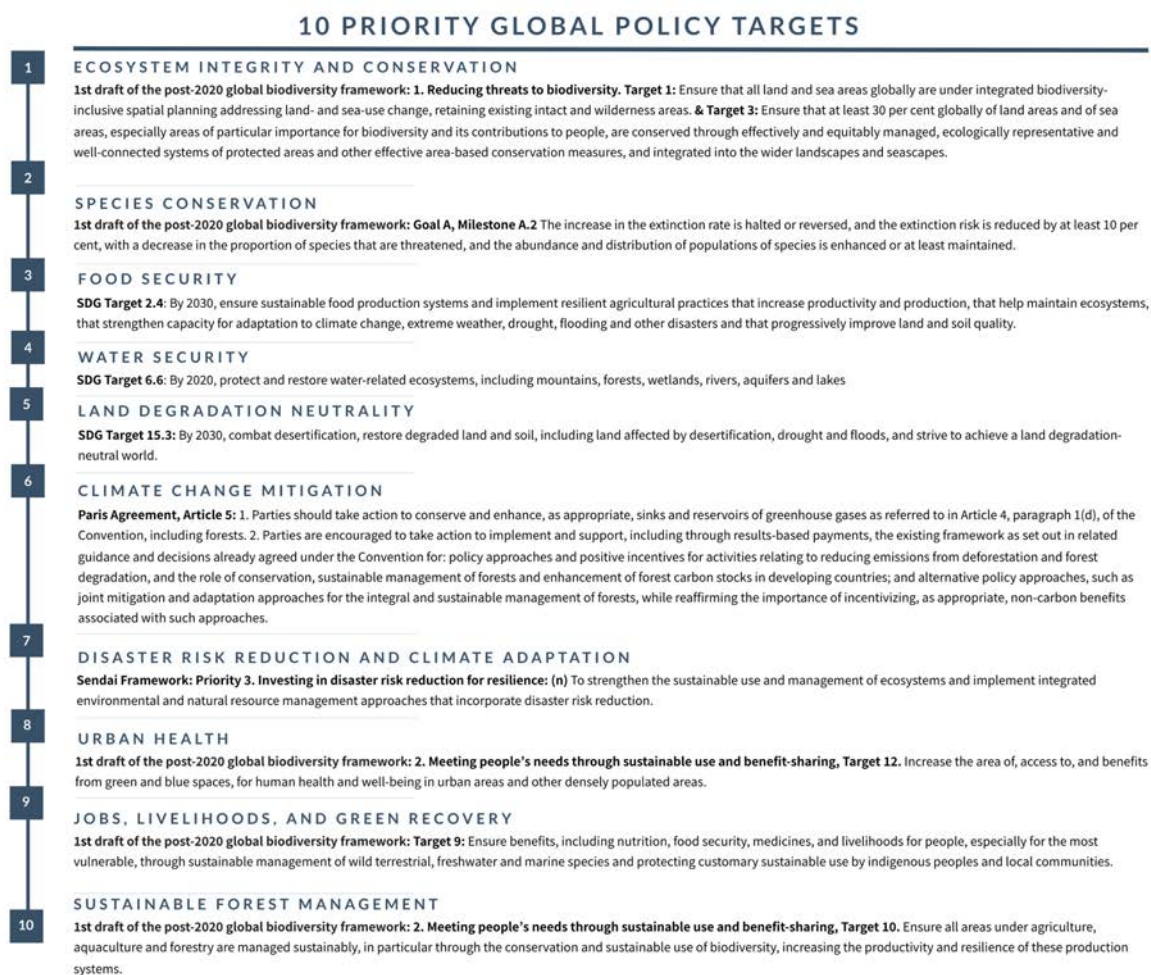 10 PRIORITY GLOBAL POLICY TARGETS
1
ECOSYSTEM INTEGRITY AND CONSERVATION
1st draft of the post-2020 global biodiversity framework: 1. Reducing threats to biodiversity. Target 1: Ensure that all land and sea areas globally are under integrated biodiversity-
inclusive spatial planning addressing land- and sea-use change, retaining existing intact and wilderness areas. & Target 3: Ensure that at least 30 per cent globally of land areas and of sea
areas, especially areas of particular importance for biodiversity and its contributions to people, are conserved through effectively and equitably managed, ecologically representative and
well-connected systems of protected areas and other effective area-based conservation measures, and integrated into the wider landscapes and seascapes.
2
SPECIES CONSERVATION
1st draft of the post-2020 global biodiversity framework: Goal A, Milestone A.2 The increase in the extinction rate is halted or reversed, and the extinction risk is reduced by at least 10 per
cent, with a decrease in the proportion of species that are threatened, and the abundance and distribution of populations of species is enhanced or at least maintained.
3
FOOD SECURITY
SDG Target 2.4: By 2030, ensure sustainable food production systems and implement resilient agricultural practices that increase productivity and production, that help maintain ecosystems,
that strengthen capacity for adaptation to climate change, extreme weather, drought, flooding and other disasters and that progressively improve land and soil quality.
4
WATER SECURITY
SDG Target 6.6: By 2020, protect and restore water-related ecosystems, including mountains, forests, wetlands, rivers, aquifers and lakes
5
LAND DEGRADATION NEUTRALITY
SDG Target 15.3: By 2030, combat desertification, restore degraded land and soil, including land affected by desertification, drought and floods, and strive to achieve a land degradation-
neutral world.
6
CLIMATE CHANGE MITIGATION
Paris Agreement, Article 5: 1. Parties should take action to conserve and enhance, as appropriate, sinks and reservoirs of greenhouse gases as referred to in Article 4, paragraph 1(d), of the
Convention, including forests. 2. Parties are encouraged to take action to implement and support, including through results-based payments, the existing framework as set out in related
guidance and decisions already agreed under the Convention for: policy approaches and positive incentives for activities relating to reducing emissions from deforestation and forest
degradation, and the role of conservation, sustainable management of forests and enhancement of forest carbon stocks in developing countries; and alternative policy approaches, such as
joint mitigation and adaptation approaches for the integral and sustainable management of forests, while reaffirming the importance of incentivizing, as appropriate, non-carbon benefits
associated with such approaches.
7
DISASTER RISK REDUCTION AND CLIMATE ADAPTATION
Sendai Framework: Priority 3. Investing in disaster risk reduction for resilience: (n) To strengthen the sustainable use and management of ecosystems and implement integrated
environmental and natural resource management approaches that incorporate disaster risk reduction.
8
URBAN HEALTH
1st draft of the post-2020 global biodiversity framework: 2. Meeting people's needs through sustainable use and benefit-sharing, Target 12. Increase the area of, access to, and benefits
from green and blue spaces, for human health and well-being in urban areas and other densely populated areas.
9
JOBS, LIVELIHOODS, AND GREEN RECOVERY
1st draft of the post-2020 global biodiversity framework: Target 9: Ensure benefits, including nutrition, food security, medicines, and livelihoods for people, especially for the most
vulnerable, through sustainable management of wild terrestrial, freshwater and marine species and protecting customary sustainable use by indigenous peoples and local communities.
10
SUSTAINABLE FOREST MANAGEMENT
1st draft of the post-2020 global biodiversity framework: 2. Meeting people's needs through sustainable use and benefit-sharing, Target 10. Ensure all areas under agriculture,
aquaculture and forestry are managed sustainably, in particular through the conservation and sustainable use of biodiversity, increasing the productivity and resilience of these production
systems.